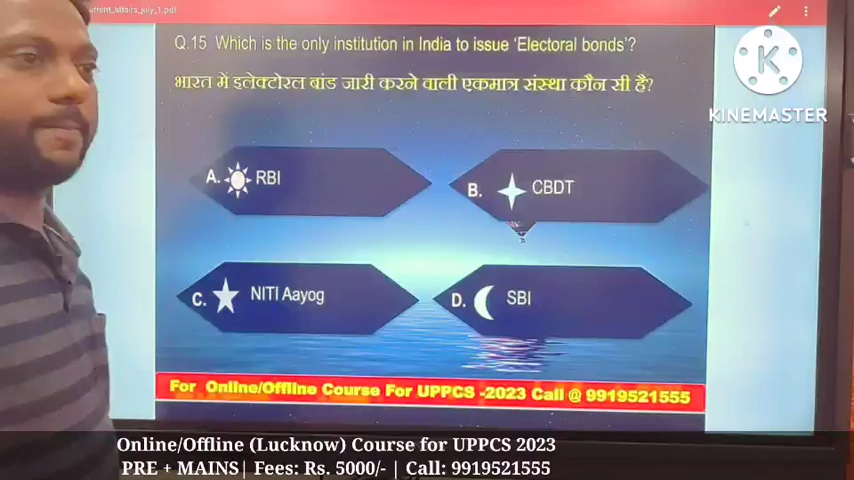 urrent_affairs_july_1.pdf
Q.15 Which is the only institution in India to issue 'Electoral bonds'?
भारत में इलेक्टोरल बांड जारी करने वाली एकमात्र संस्था कौन सी है?
K
KINEMASTER
A. RBI
B. CBDT
C. NITI Aayog
D. SBI
For Online/Offline Course For UPPCS -2023 Call @ 9919521555
Online/Offline (Lucknow) Course for UPPCS 2023
PRE + MAINS| Fees: Rs. 5000/- | Call: 9919521555